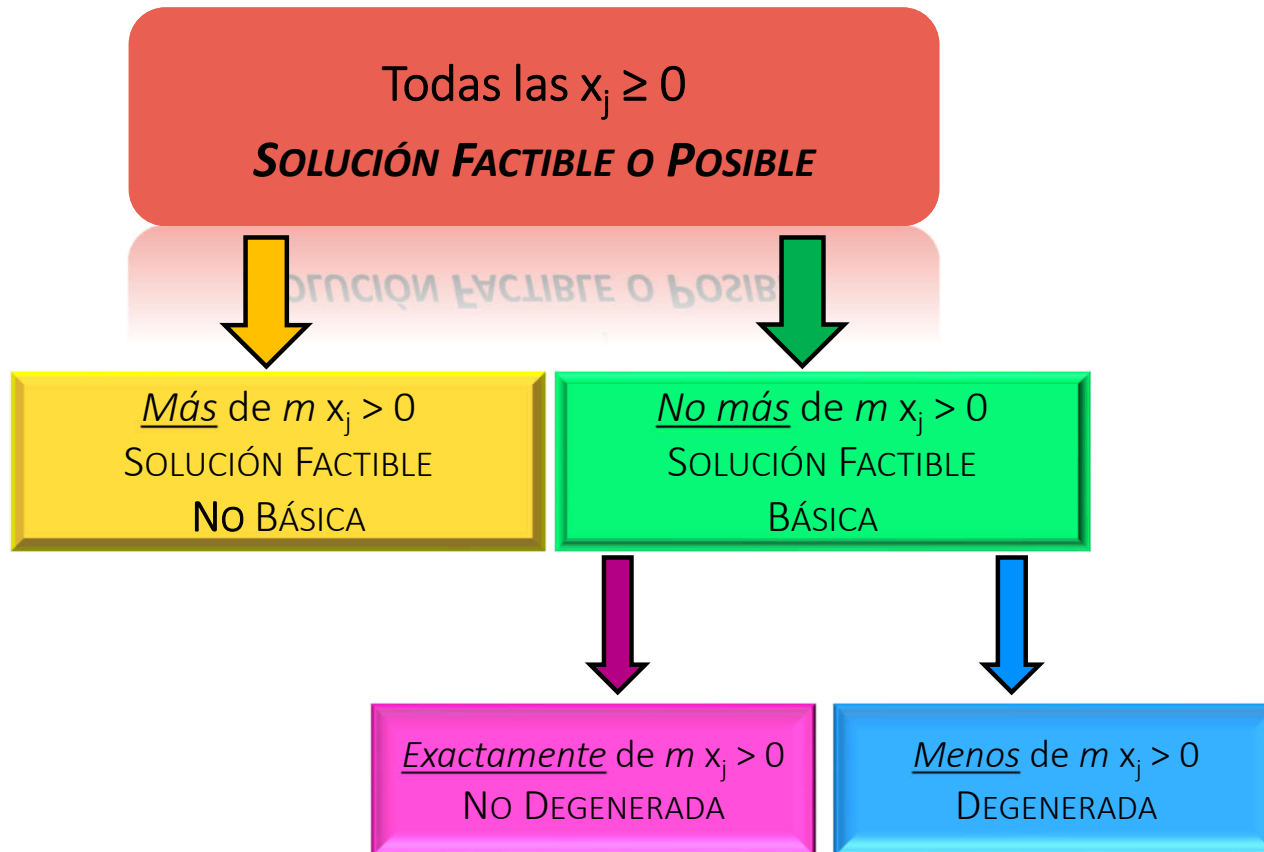 Todas las xj ≥ 0
SOLUCIÓN FACTIBLE O POSIBLE
Más de m xj > 0
SOLUCIÓN FACTIBLE
NO BÁSICA
No más de m xj > 0
SOLUCIÓN FACTIBLE
BÁSICA
Exactamente de m xj > 0
NO DEGENERADA
Menos de m xj > 0
DEGENERADA